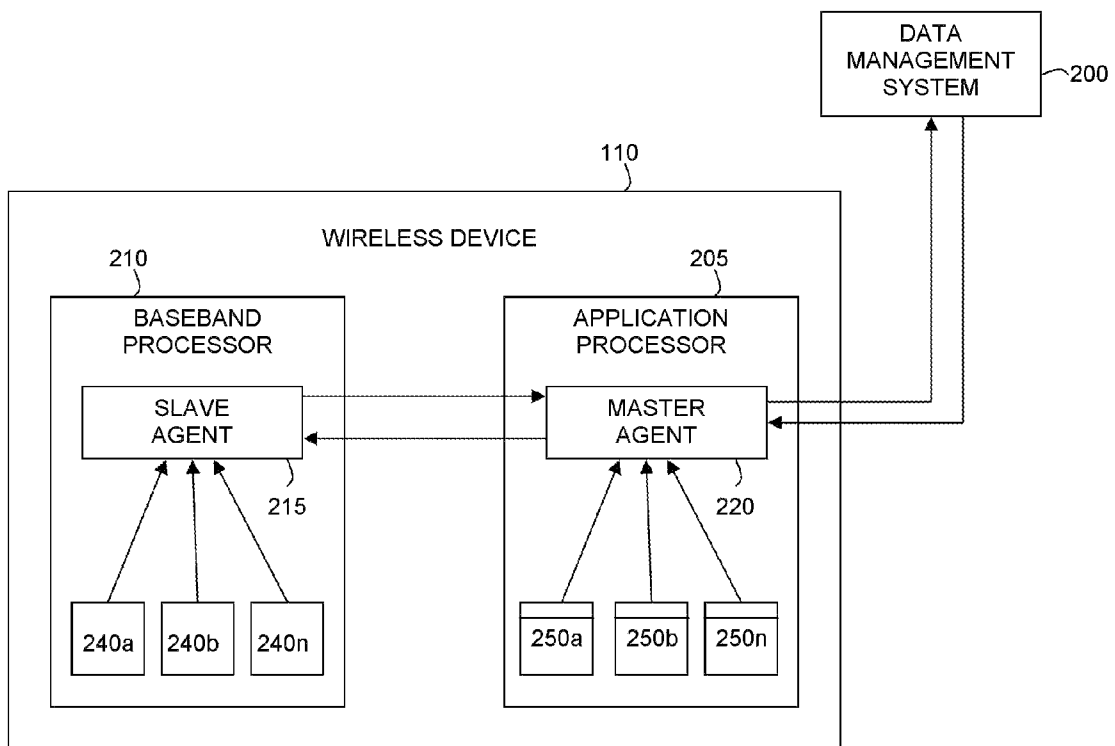 DATA
MANAGEMENT
SYSTEM
200
110
WIRELESS DEVICE
210
205
BASEBAND
PROCESSOR
APPLICATION
PROCESSOR
SLAVE
AGENT
MASTER
AGENT
215
220
240a
240b
240n
250a
250b
250n